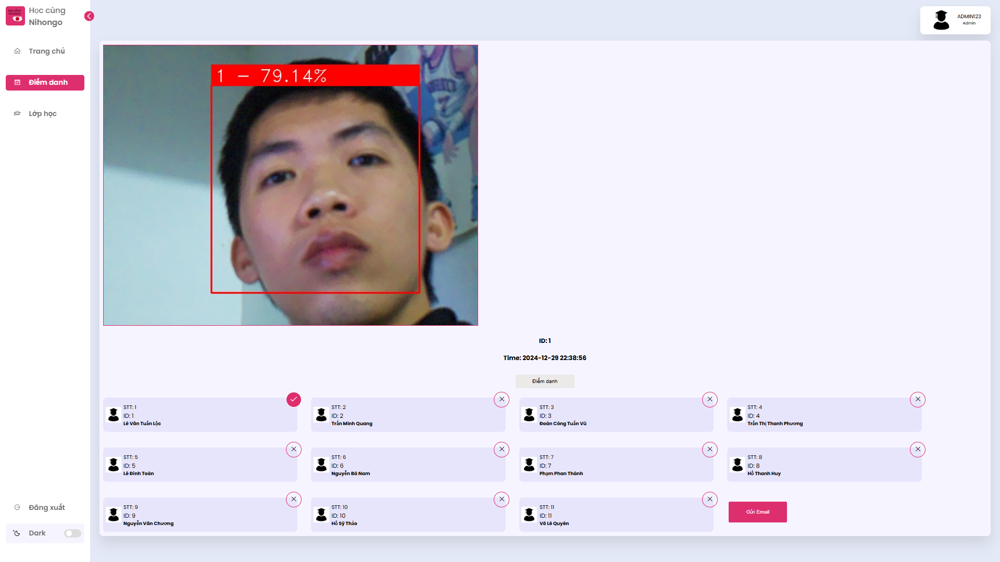 Học cùng
Nihongo
ADMIN123
Admin
Trang chủ
Điểm danh
Lớp học
1 - 79.14%
ID: 1
Time: 2024-12-29 22:38:56
Điểm danh
STT: 1
ID: 1
Lê Văn Tuấn Lộc
STT: 2
ID: 2
Trần Minh Quang
STT: 3
ID: 3
Đoàn Công Tuấn Vũ
STT: 4
ID: 4
Trần Thị Thanh Phương
STT: 5
ID: 5
Lê Đình Toàn
STT: 6
ID: 6
Nguyễn Bá Nam
STT: 7
ID: 7
Phạm Phan Thành
STT: 8
ID: 8
Hồ Thanh Huy
STT: 9
ID: 9
Nguyễn Văn Chương
STT: 10
ID: 10
Hồ Sỹ Thảo
STT: 11
ID: 11
Võ Lê Quyên
Gửi Email
Đăng xuất
Dark